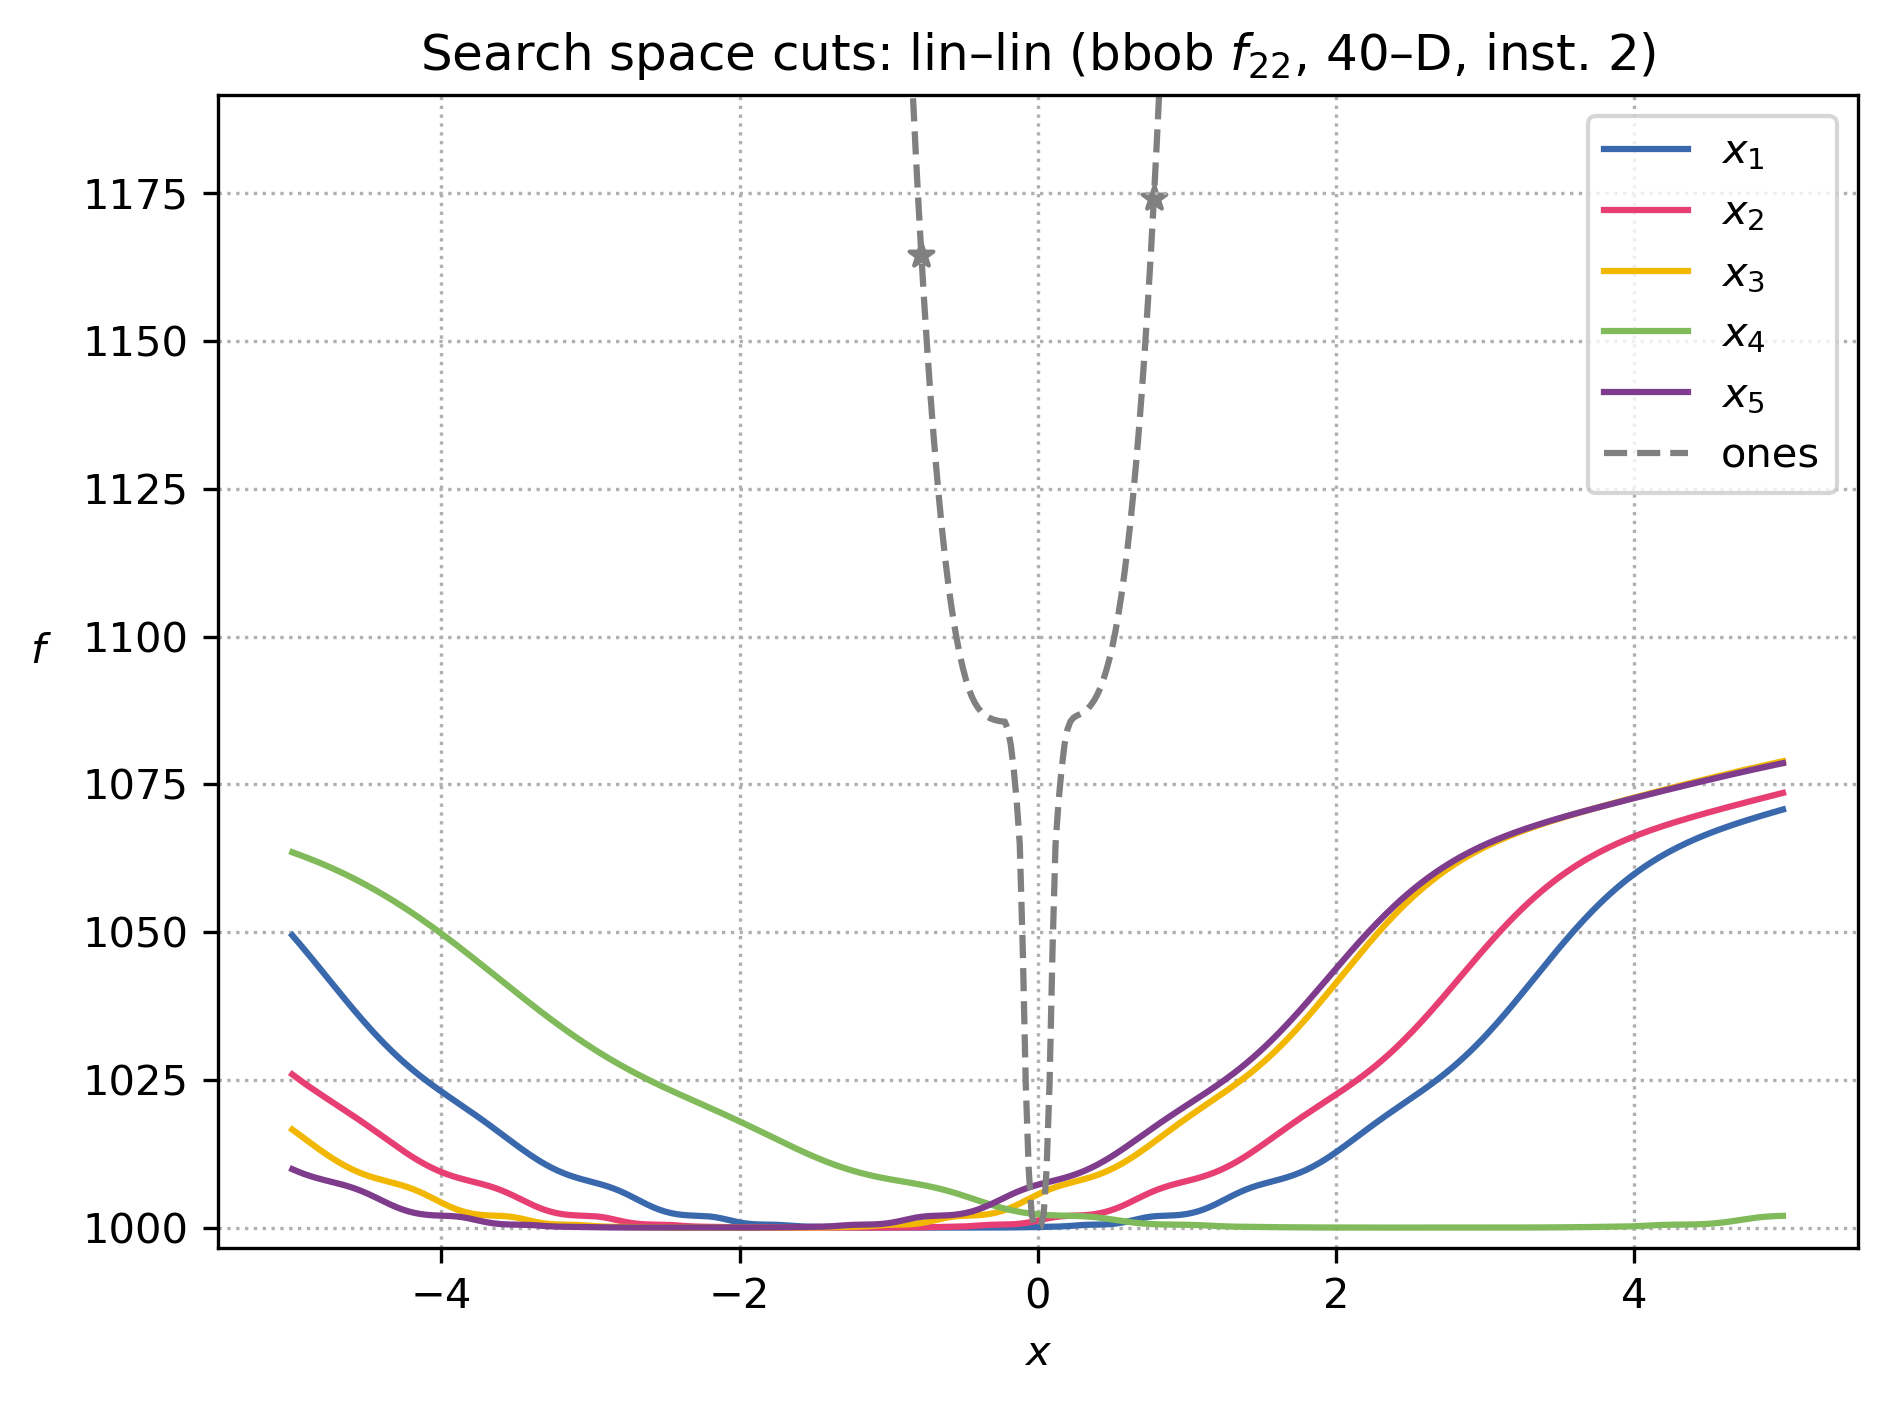 Search space cuts: lin–lin (bbob f₂₂, 40–D, inst. 2)
x₁
x₂
x₃
x₄
x₅
ones
1175
1150
1125
1100
1075
1050
1025
1000
f
−4
−2
0
2
4
x